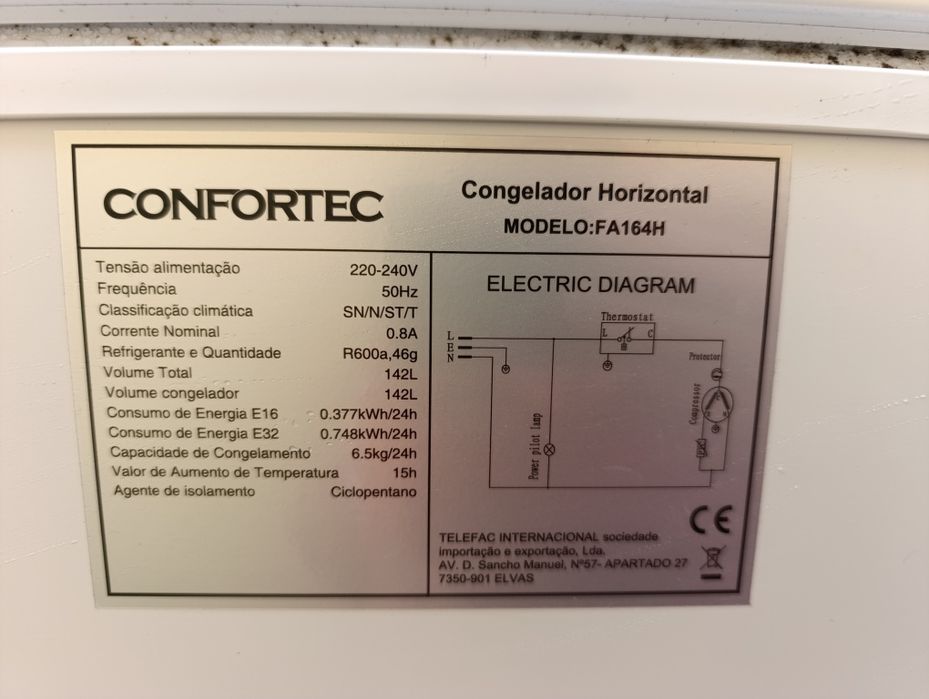 CONFORTEC
Congelador Horizontal
MODELO:FA164H
Tensão alimentação 220-240V
Frequência 50Hz
Classificação climática SN/N/ST/T
Corrente Nominal 0.8A
Refrigerante e Quantidade R600a,46g
Volume Total 142L
Volume congelador 142L
Consumo de Energia E16 0.377kWh/24h
Consumo de Energia E32 0.748kWh/24h
Capacidade de Congelamento 6.5kg/24h
Valor de Aumento de Temperatura 15h
Agente de isolamento Ciclopentano
ELECTRIC DIAGRAM
Thermostat
L C
L
E
N
Protector
Compressor
Power pilot lamp
CE
TELEFAC INTERNACIONAL sociedade
importação e exportação, Lda.
AV. D. Sancho Manuel, Nº57- APARTADO 27
7350-901 ELVAS